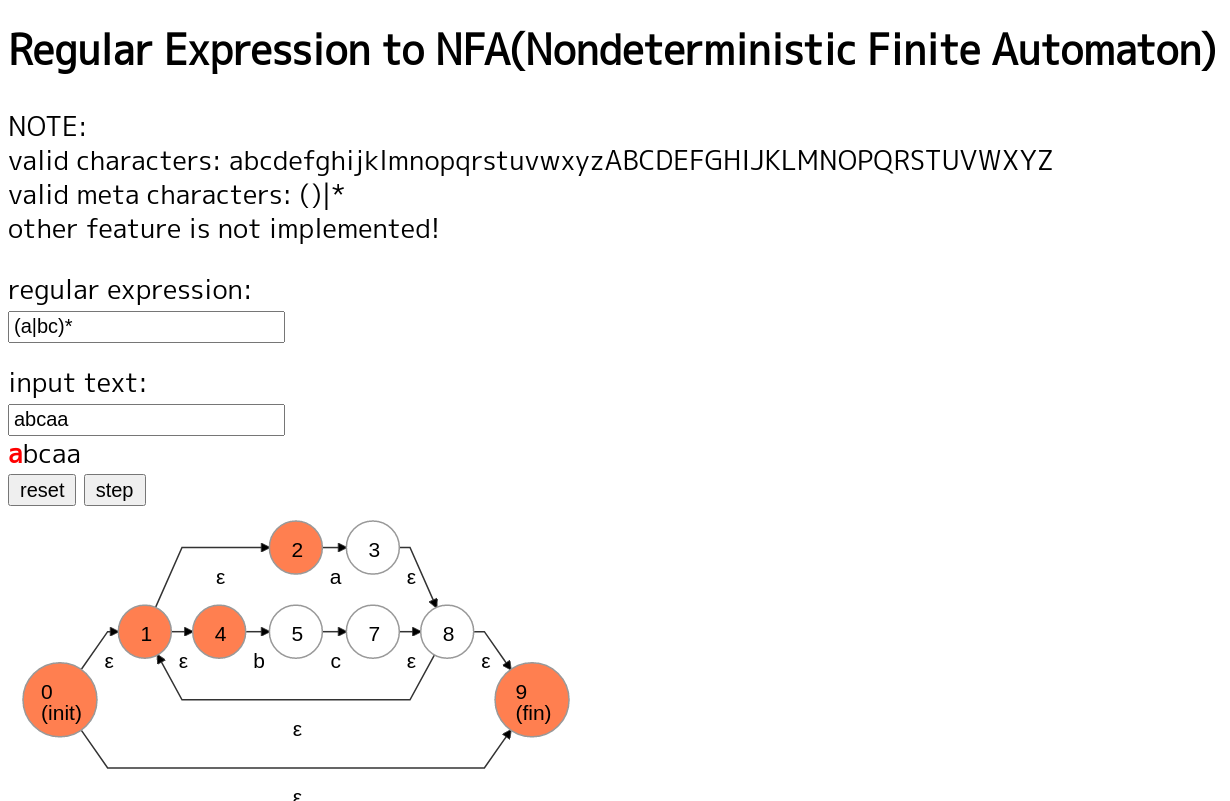 Regular Expression to NFA(Nondeterministic Finite Automaton)
NOTE:
valid characters: abcdefghijklmnopqrstuvwxyzABCDEFGHIJKLMNOPQRSTUVWXYZ
valid meta characters: ()|*
other feature is not implemented!
regular expression:
(a|bc)*
input text:
abcaa
abcaa
reset step
2 3
ε a ε
1 4 5 7 8
ε ε b c ε ε
0 9
(init) (fin)
ε
ε